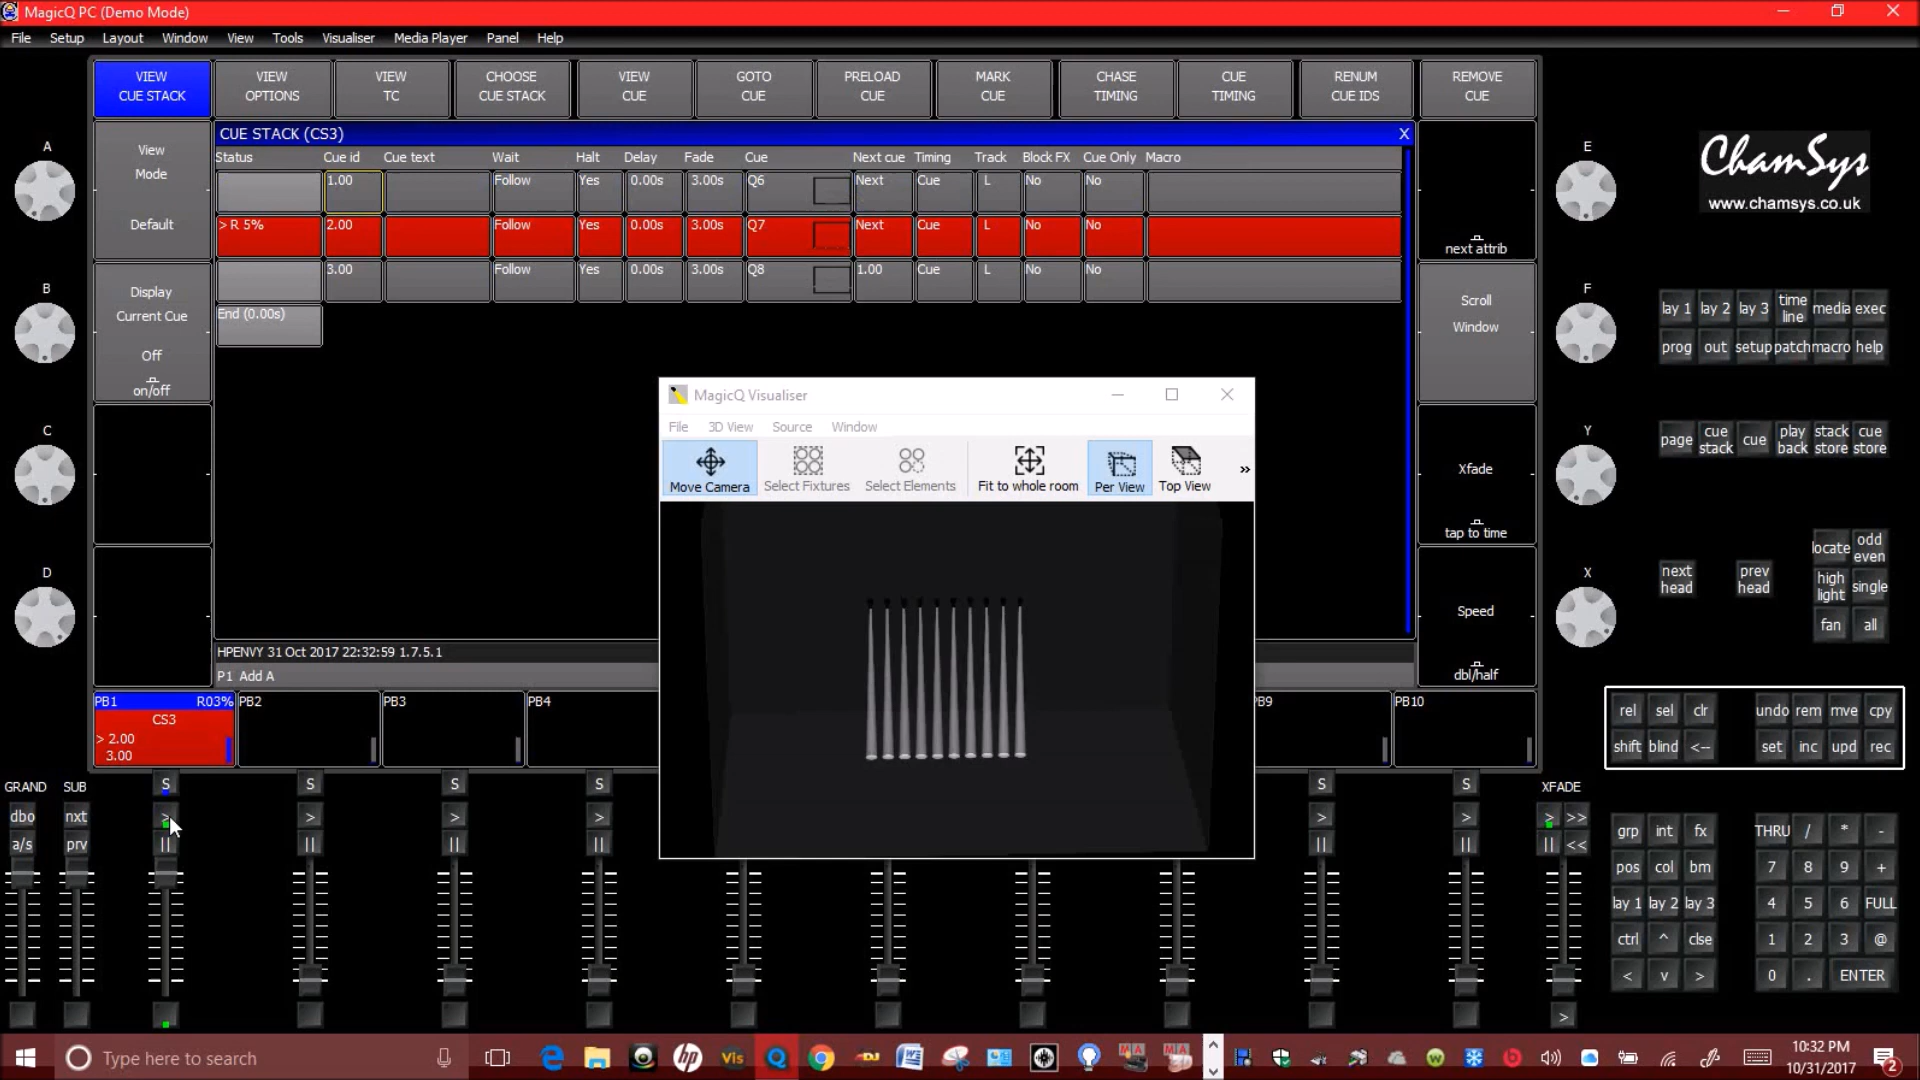 MagicQ PC (Demo Mode)
File Setup Layout Window View Tools Visualiser Media Player Panel Help
VIEW CUE STACK
VIEW OPTIONS
VIEW TC
CHOOSE CUE STACK
VIEW CUE
GOTO CUE
PRELOAD CUE
MARK CUE
CHASE TIMING
CUE TIMING
RENUM CUE IDS
REMOVE CUE
A
View
Mode
Default
B
Display
Current Cue
Off
on/off
C
D
CUE STACK (CS3) X
Status Cue id Cue text Wait Halt Delay Fade Cue Next cue Timing Track Block FX Cue Only Macro
1.00 Follow Yes 0.00s 3.00s Q6 Next Cue L No No
> R 5% 2.00 Follow Yes 0.00s 3.00s Q7 Next Cue L No No
3.00 Follow Yes 0.00s 3.00s Q8 1.00 Cue L No No
End (0.00s)
next attrib
Scroll
Window
Xfade
tap to time
Speed
dbl/half
E
F
Y
X
ChamSys
www.chamsys.co.uk
lay 1 lay 2 lay 3 time line media exec
prog out setup patch macro help
page cue stack cue play back stack store cue store
locate odd even
next head prev head high light single
fan all
MagicQ Visualiser
File 3D View Source Window
Move Camera Select Fixtures Select Elements Fit to whole room Per View Top View »
HPENVY 31 Oct 2017 22:32:59 1.7.5.1
P1 Add A
PB1 R03%
CS3
> 2.00
3.00
PB2
PB3
PB4
PB9
PB10
rel sel clr undo rem mve cpy
shift blind <-- set inc upd rec
GRAND SUB S S S S S S XFADE
dbo nxt > > > > > > > >>
a/s prv || || || || || || || <<
>
grp int fx THRU / * -
pos col bm 7 8 9 +
lay 1 lay 2 lay 3 4 5 6 FULL
ctrl ^ clse 1 2 3 @
< v > 0 . ENTER
Type here to search
hp
Vis
DJ
10:32 PM
10/31/2017
2